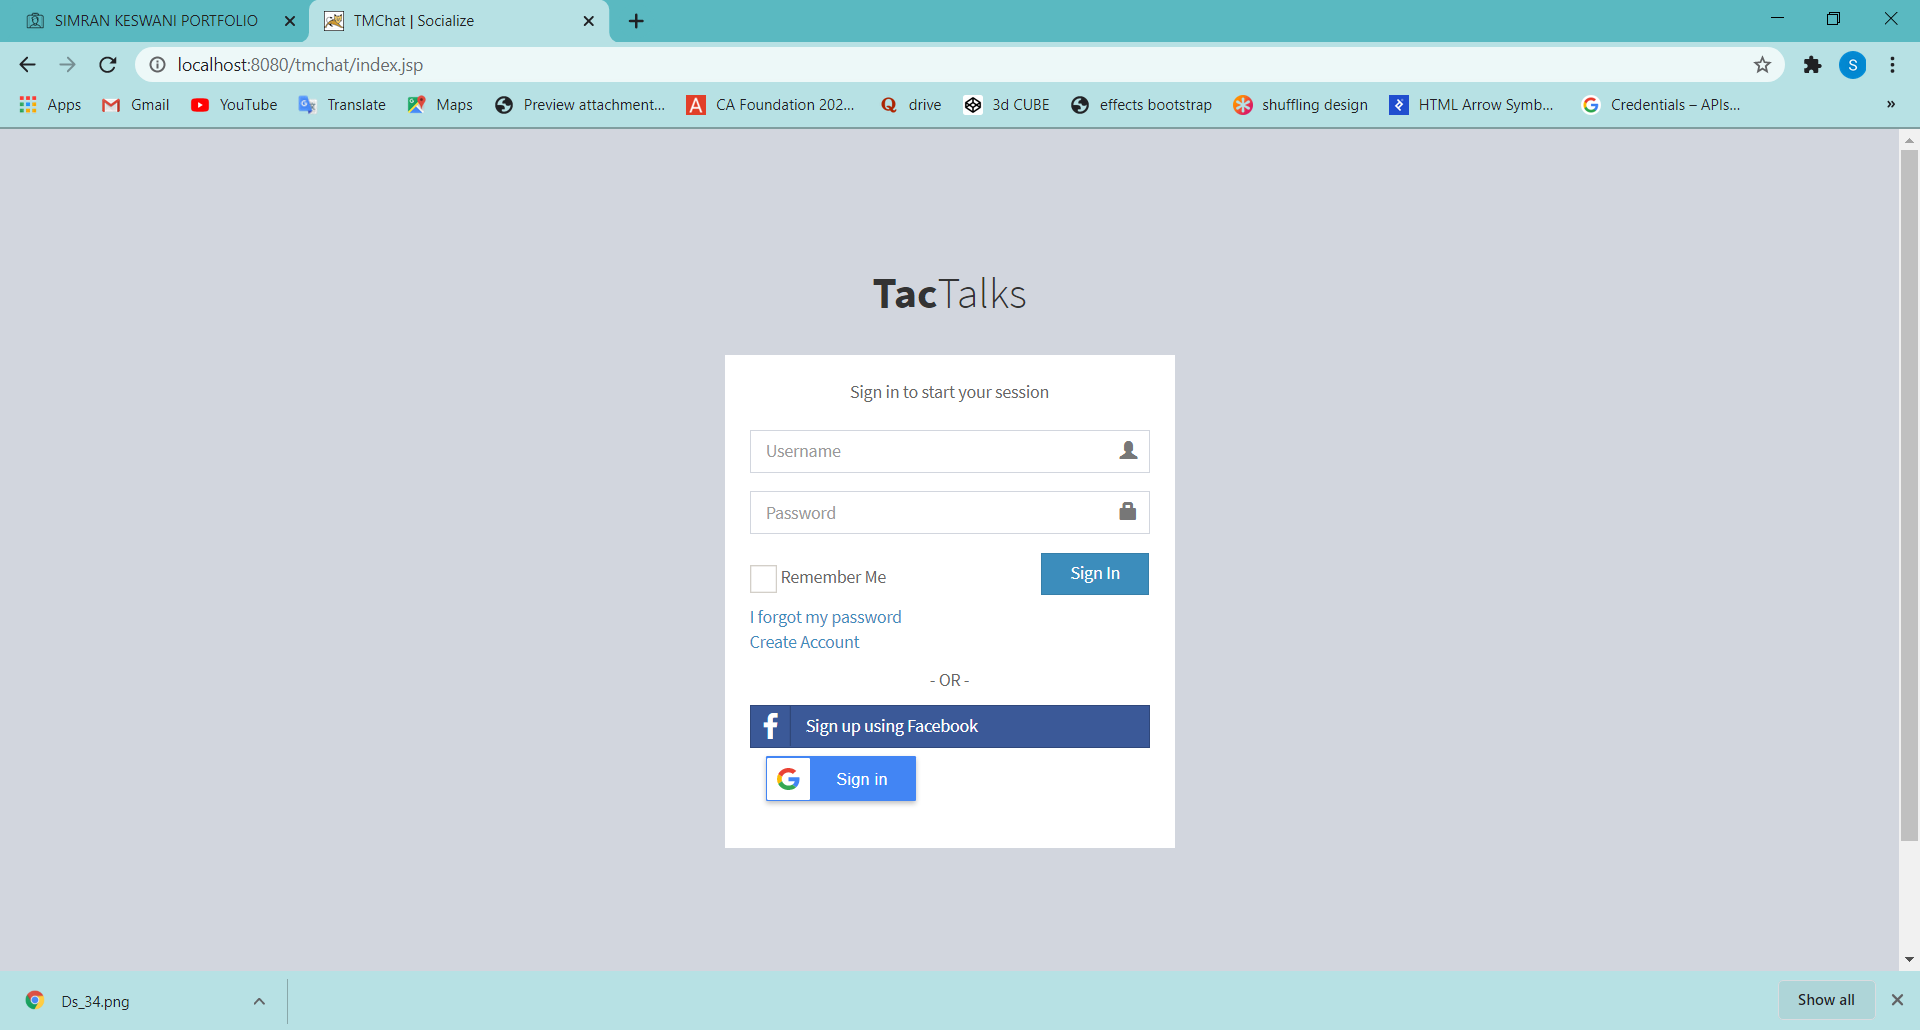 SIMRAN KESWANI PORTFOLIO
TMChat | Socialize
localhost:8080/tmchat/index.jsp
S
Apps
Gmail
YouTube
Translate
Maps
Preview attachment...
CA Foundation 202...
drive
3d CUBE
effects bootstrap
shuffling design
HTML Arrow Symb...
Credentials – APIs...
»
TacTalks
Sign in to start your session
Username
Password
Remember Me
Sign In
I forgot my password
Create Account
- OR -
Sign up using Facebook
Sign in
Ds_34.png
Show all